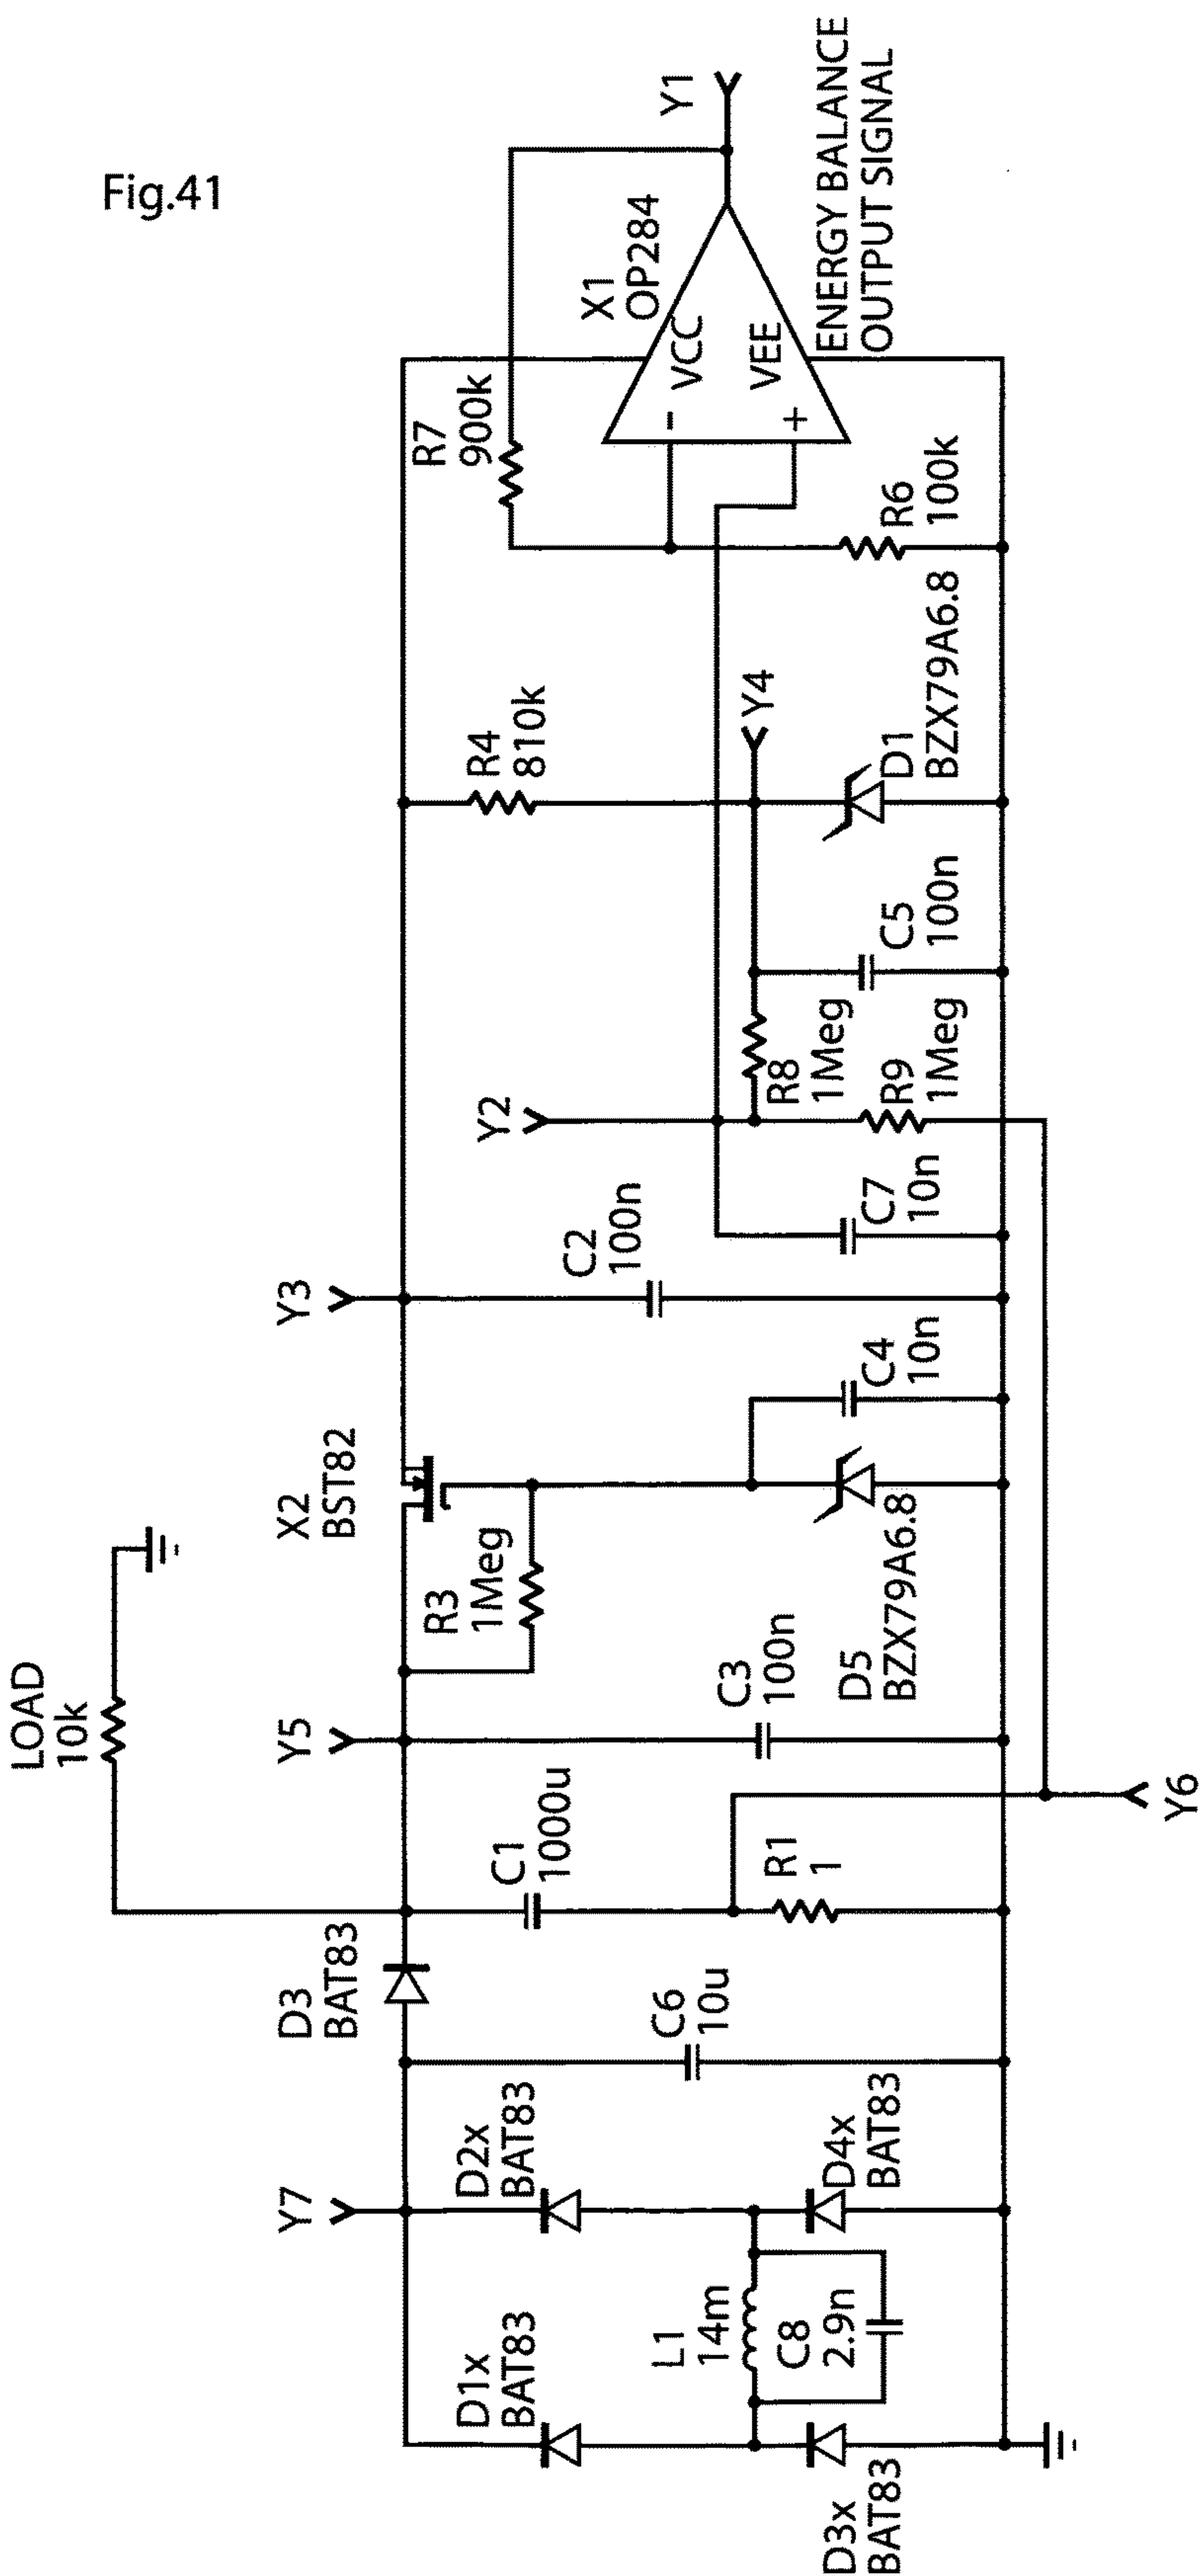 Fig.41
LOAD
10k
D1x
BAT83
D2x
BAT83
D3x
BAT83
D4x
BAT83
L1
14m
C8
2.9n
Y7
C6
10u
D3
BAT83
C1
1000u
R1
1
Y6
Y5
C3
100n
R3
1Meg
X2
BST82
D5
BZX79A6.8
C4
10n
Y3
C2
100n
C7
10n
Y2
R8
1Meg
R9
1Meg
C5
100n
Y4
R4
810k
D1
BZX79A6.8
R7
900k
R6
100k
X1
OP284
VCC
VEE
-
+
Y1
ENERGY BALANCE
OUTPUT SIGNAL